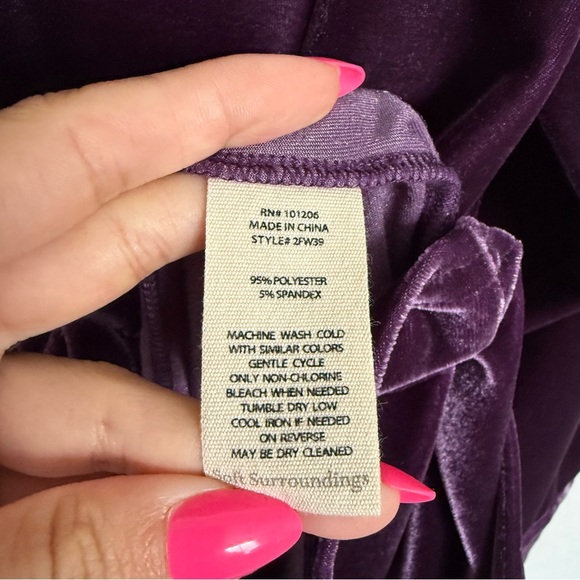 RN# 101206
MADE IN CHINA
STYLE# 2FW39
95% POLYESTER
5% SPANDEX
MACHINE WASH COLD
WITH SIMILAR COLORS
GENTLE CYCLE
ONLY NON-CHLORINE
BLEACH WHEN NEEDED
TUMBLE DRY LOW
COOL IRON IF NEEDED
ON REVERSE
MAY BE DRY CLEANED
Soft Surroundings